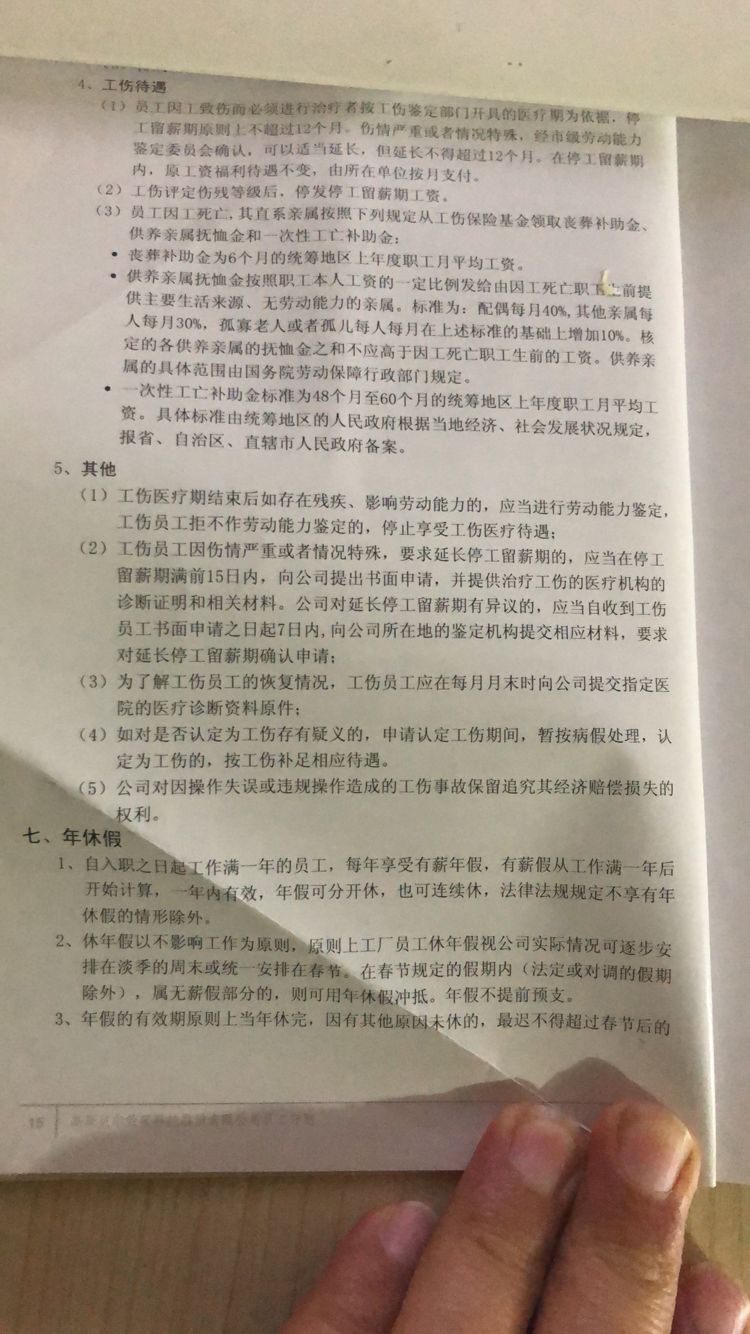 4、工伤待遇
(1)员工因工致伤而必须进行治疗者按工伤鉴定部门开具的医疗期为依据，停
工留薪期原则上不超过12个月。伤情严重或者情况特殊，经市级劳动能力
鉴定委员会确认，可以适当延长，但延长不得超过12个月。在停工留薪期
内，原工资福利待遇不变，由所在单位按月支付。
(2)工伤评定伤残等级后，停发停工留薪期工资。
(3)员工因工死亡,其直系亲属按照下列规定从工伤保险基金领取丧葬补助金、
供养亲属抚恤金和一次性工亡补助金：
• 丧葬补助金为6个月的统筹地区上年度职工月平均工资。
• 供养亲属抚恤金按照职工本人工资的一定比例发给由因工死亡职工生前提
供主要生活来源、无劳动能力的亲属。标准为：配偶每月40%,其他亲属每
人每月30%，孤寡老人或者孤儿每人每月在上述标准的基础上增加10%。核
定的各供养亲属的抚恤金之和不应高于因工死亡职工生前的工资。供养亲
属的具体范围由国务院劳动保障行政部门规定。
• 一次性工亡补助金标准为48个月至60个月的统筹地区上年度职工月平均工
资。具体标准由统筹地区的人民政府根据当地经济、社会发展状况规定，
报省、自治区、直辖市人民政府备案。
5、其他
(1)工伤医疗期结束后如存在残疾、影响劳动能力的，应当进行劳动能力鉴定，
工伤员工拒不作劳动能力鉴定的，停止享受工伤医疗待遇；
(2)工伤员工因伤情严重或者情况特殊，要求延长停工留薪期的，应当在停工
留薪期满前15日内，向公司提出书面申请，并提供治疗工伤的医疗机构的
诊断证明和相关材料。公司对延长停工留薪期有异议的，应当自收到工伤
员工书面申请之日起7日内,向公司所在地的鉴定机构提交相应材料，要求
对延长停工留薪期确认申请；
(3)为了解工伤员工的恢复情况，工伤员工应在每月月末时向公司提交指定医
院的医疗诊断资料原件；
(4)如对是否认定为工伤存有疑义的，申请认定工伤期间，暂按病假处理，认
定为工伤的，按工伤补足相应待遇。
(5)公司对因操作失误或违规操作造成的工伤事故保留追究其经济赔偿损失的
权利。
七、年休假
1、自入职之日起工作满一年的员工，每年享受有薪年假，有薪假从工作满一年后
开始计算，一年内有效，年假可分开休，也可连续休，法律法规规定不享有年
休假的情形除外。
2、休年假以不影响工作为原则，原则上工厂员工休年假视公司实际情况可逐步安
排在淡季的周末或统一安排在春节。在春节规定的假期内（法定或对调的假期
除外），属无薪假部分的，则可用年休假冲抵。年假不提前预支。
3、年假的有效期原则上当年休完，因有其他原因未休的，最迟不得超过春节后的
15